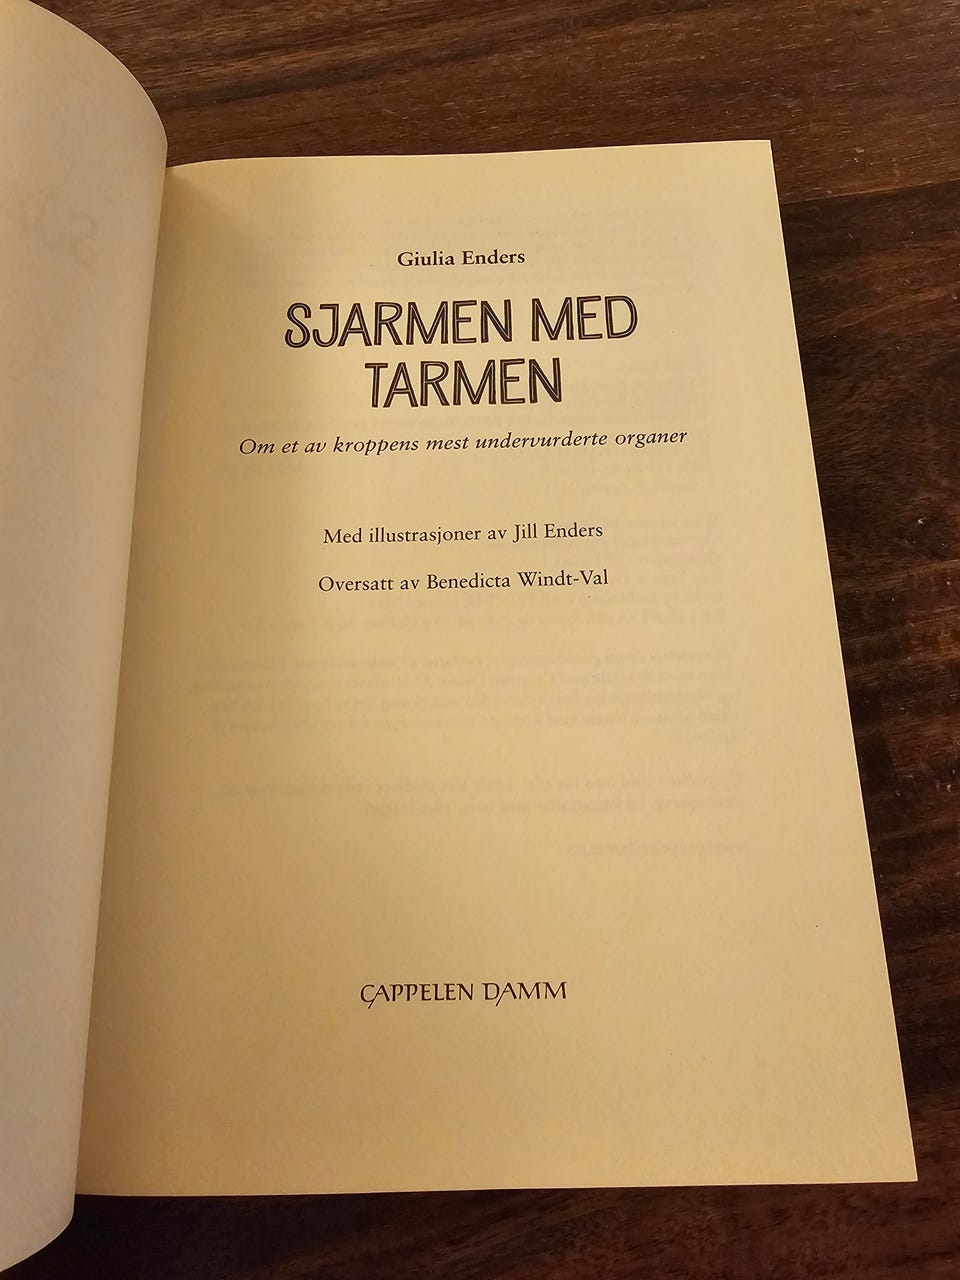 Giulia Enders
SJARMEN MED
TARMEN
Om et av kroppens mest undervurderte organer
Med illustrasjoner av Jill Enders
Oversatt av Benedicta Windt-Val
CAPPELEN DAMM